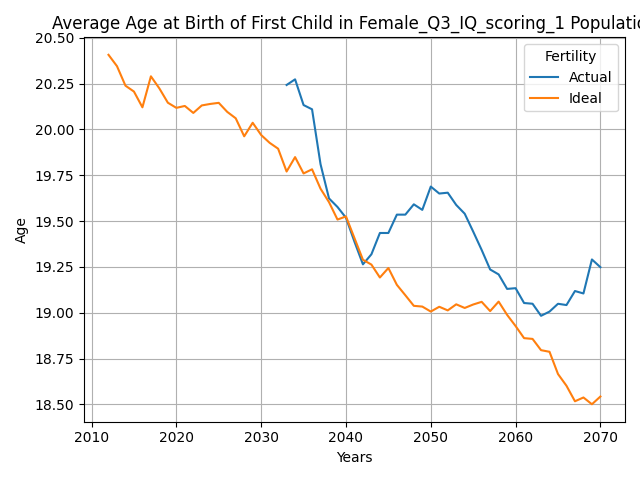 Average Age at Birth of First Child in Female_Q3_IQ_scoring_1 Populatio
20.50
20.25
20.00
19.75
19.50
19.25
19.00
18.75
18.50
Age
Fertility
Actual
Ideal
2010 2020 2030 2040 2050 2060 2070
Years